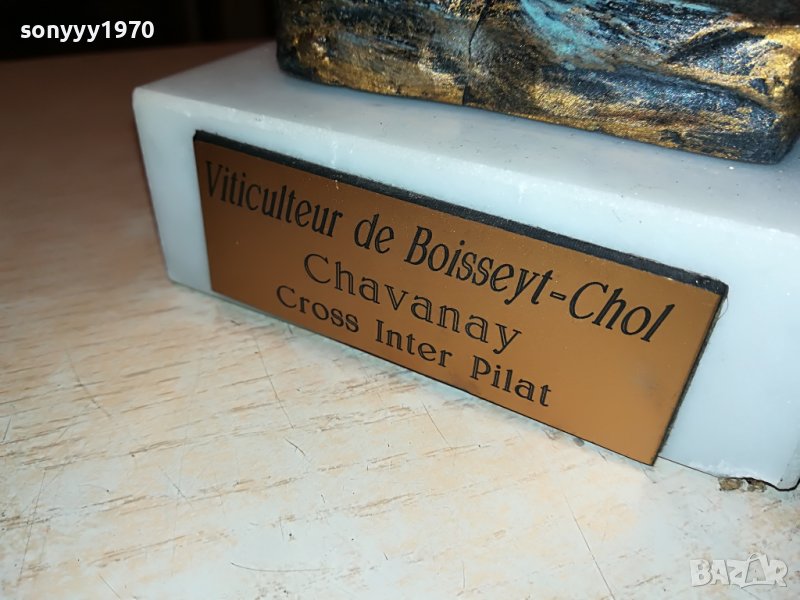 sonyyy1970
Viticulteur de Boisseyt-Chol
Chavanay
Cross Inter Pilat
BAZAR